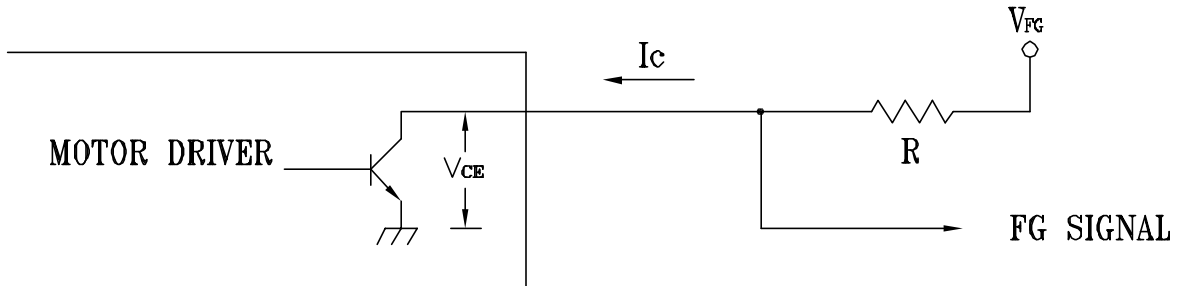 VFG
Ic
MOTOR DRIVER
VCE
R
FG SIGNAL